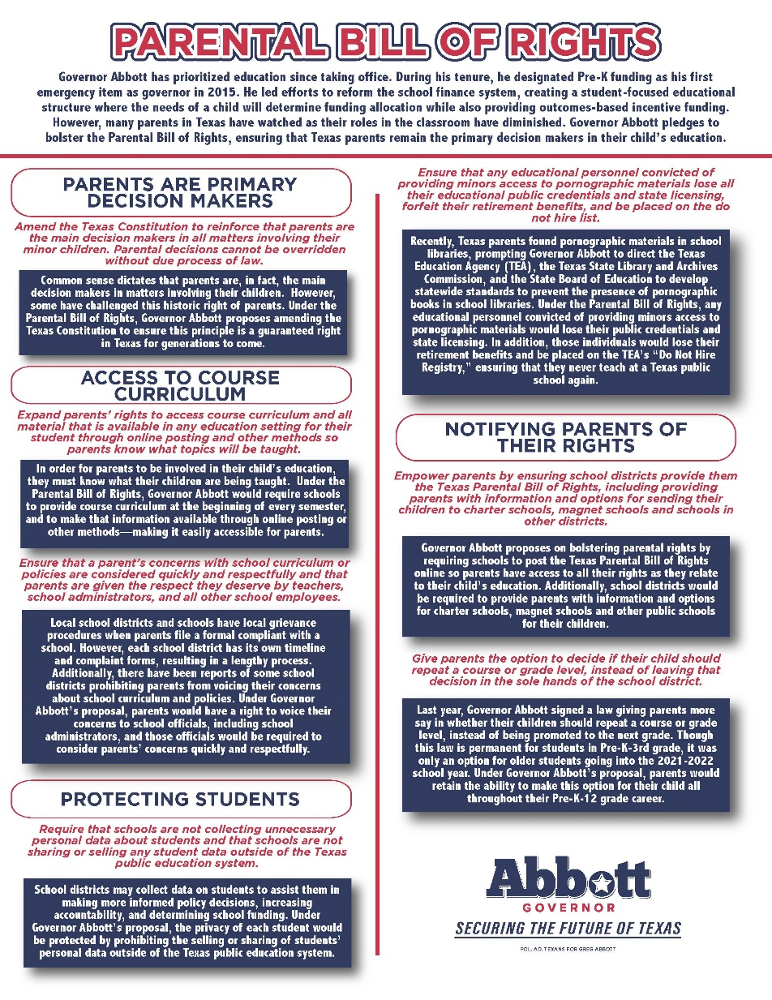 PARENTAL BILL OF RIGHTS
Governor Abbott has prioritized education since taking office. During his tenure, he designated Pre-K funding as his first
emergency item as governor in 2015. He led efforts to reform the school finance system, creating a student-focused educational
structure where the needs of a child will determine funding allocation while also providing outcomes-based incentive funding.
However, many parents in Texas have watched as their roles in the classroom have diminished. Governor Abbott pledges to
bolster the Parental Bill of Rights, ensuring that Texas parents remain the primary decision makers in their child's education.
PARENTS ARE PRIMARY
DECISION MAKERS
Amend the Texas Constitution to reinforce that parents are
the main decision makers in all matters involving their
minor children. Parental decisions cannot be overridden
without due process of law.
Common sense dictates that parents are, in fact, the main
decision makers in matters involving their children. However,
some have challenged this historic right of parents. Under the
Parental Bill of Rights, Governor Abbott proposes amending the
Texas Constitution to ensure this principle is a guaranteed right
in Texas for generations to come.
ACCESS TO COURSE
CURRICULUM
Expand parents' rights to access course curriculum and all
material that is available in any education setting for their
student through online posting and other methods so
parents know what topics will be taught.
In order for parents to be involved in their child's education,
they must know what their children are being taught. Under the
Parental Bill of Rights, Governor Abbott would require schools
to provide course curriculum at the beginning of every semester,
and to make that information available through online posting or
other methods—making it easily accessible for parents.
Ensure that a parent's concerns with school curriculum or
policies are considered quickly and respectfully and that
parents are given the respect they deserve by teachers,
school administrators, and all other school employees.
Local school districts and schools have local grievance
procedures when parents file a formal compliant with a
school. However, each school district has its own timeline
and complaint forms, resulting in a lengthy process.
Additionally, there have been reports of some school
districts prohibiting parents from voicing their concerns
about school curriculum and policies. Under Governor
Abbott's proposal, parents would have a right to voice their
concerns to school officials, including school
administrators, and those officials would be required to
consider parents' concerns quickly and respectfully.
PROTECTING STUDENTS
Require that schools are not collecting unnecessary
personal data about students and that schools are not
sharing or selling any student data outside of the Texas
public education system.
School districts may collect data on students to assist them in
making more informed policy decisions, increasing
accountability, and determining school funding. Under
Governor Abbott's proposal, the privacy of each student would
be protected by prohibiting the selling or sharing of students'
personal data outside of the Texas public education system.
Ensure that any educational personnel convicted of
providing minors access to pornographic materials lose all
their educational public credentials and state licensing,
forfeit their retirement benefits, and be placed on the do
not hire list.
Recently, Texas parents found pornographic materials in school
libraries, prompting Governor Abbott to direct the Texas
Education Agency (TEA), the Texas State Library and Archives
Commission, and the State Board of Education to develop
statewide standards to prevent the presence of pornographic
books in school libraries. Under the Parental Bill of Rights, any
educational personnel convicted of providing minors access to
pornographic materials would lose their public credentials and
state licensing. In addition, those individuals would lose their
retirement benefits and be placed on the TEA's “Do Not Hire
Registry,” ensuring that they never teach at a Texas public
school again.
NOTIFYING PARENTS OF
THEIR RIGHTS
Empower parents by ensuring school districts provide them
the Texas Parental Bill of Rights, including providing
parents with information and options for sending their
children to charter schools, magnet schools and schools in
other districts.
Governor Abbott proposes on bolstering parental rights by
requiring schools to post the Texas Parental Bill of Rights
online so parents have access to all their rights as they relate
to their child's education. Additionally, school districts would
be required to provide parents with information and options
for charter schools, magnet schools and other public schools
for their children.
Give parents the option to decide if their child should
repeat a course or grade level, instead of leaving that
decision in the sole hands of the school district.
Last year, Governor Abbott signed a law giving parents more
say in whether their children should repeat a course or grade
level, instead of being promoted to the next grade. Though
this law is permanent for students in Pre-K-3rd grade, it was
only an option for older students going into the 2021-2022
school year. Under Governor Abbott's proposal, parents would
retain the ability to make this option for their child all
throughout their Pre-K-12 grade career.
Abbott
GOVERNOR
SECURING THE FUTURE OF TEXAS
POL. AD. TEXANS FOR GREG ABBOTT